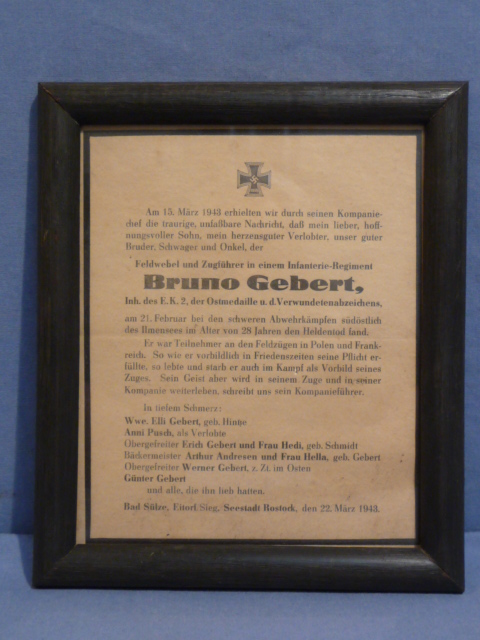 Am 15. März 1943 erhielten wir durch seinen Kompanie-
chef die traurige, unfaßbare Nachricht, daß mein lieber, hoff-
nungsvoller Sohn, mein herzensguter Verlobter, unser guter
Bruder, Schwager und Onkel, der
Feldwebel und Zugführer in einem Infanterie-Regiment
Bruno Gebert,
Inh. des E.K. 2, der Ostmedaille u. d. Verwundetenabzeichens,
am 21. Februar bei den schweren Abwehrkämpfen südöstlich
des Ilmensees im Alter von 28 Jahren den Heldentod fand.
Er war Teilnehmer an den Feldzügen in Polen und Frank-
reich. So wie er vorbildlich in Friedenszeiten seine Pflicht er-
füllte, so lebte und starb er auch im Kampf als Vorbild seines
Zuges. Sein Geist aber wird in seinem Zuge und in seiner
Kompanie weiterleben, schreibt uns sein Kompanieführer.
In tiefem Schmerz:
Wwe. Elli Gebert, geb. Hintze
Anni Pusch, als Verlobte
Obergefreiter Erich Gebert und Frau Hedi, geb. Schmidt
Bäckermeister Arthur Andresen und Frau Hella, geb. Gebert
Obergefreiter Werner Gebert, z. Zt. im Osten
Günter Gebert
und alle, die ihn lieb hatten.
Bad Sülze, Eitorf/Sieg, Seestadt Rostock, den 22. März 1943.